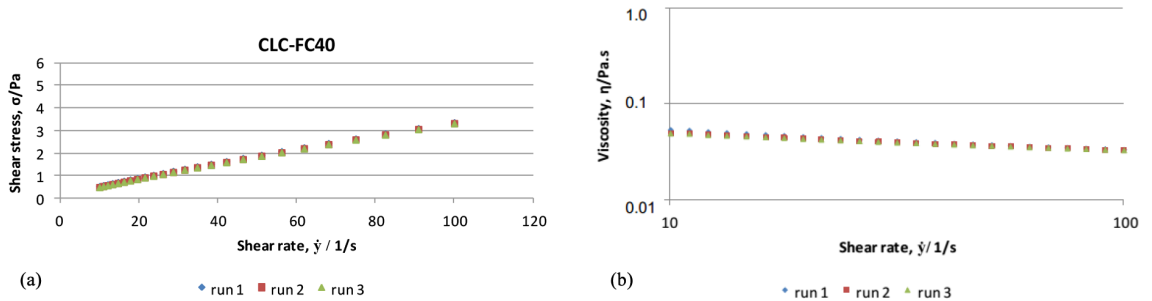 CLC-FC40
Shear stress, σ/Pa
6
5
4
3
2
1
0
0 20 40 60 80 100 120
Shear rate, ẏ / 1/s
(a)
run 1 run 2 run 3
Viscosity, η/Pa.s
1.0
0.1
0.01
10 100
Shear rate, ẏ/ 1/s
(b)
run 1 run 2 run 3